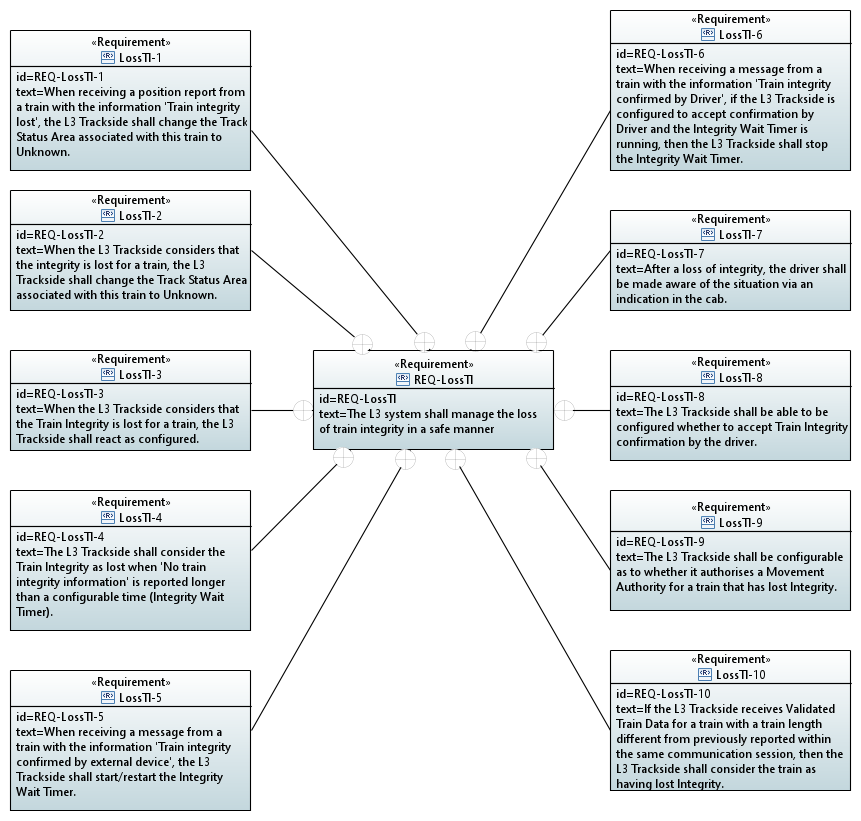 «Requirement»
LossTI-1
id=REQ-LossTI-1
text=When receiving a position report from
a train with the information 'Train integrity
lost', the L3 Trackside shall change the Track
Status Area associated with this train to
Unknown.
«Requirement»
LossTI-2
id=REQ-LossTI-2
text=When the L3 Trackside considers that
the integrity is lost for a train, the L3
Trackside shall change the Track Status Area
associated with this train to Unknown.
«Requirement»
LossTI-3
id=REQ-LossTI-3
text=When the L3 Trackside considers that
the Train Integrity is lost for a train, the L3
Trackside shall react as configured.
«Requirement»
LossTI-4
id=REQ-LossTI-4
text=The L3 Trackside shall consider the
Train Integrity as lost when 'No train
integrity information' is reported longer
than a configurable time (Integrity Wait
Timer).
«Requirement»
LossTI-5
id=REQ-LossTI-5
text=When receiving a message from a
train with the information 'Train integrity
confirmed by external device', the L3
Trackside shall start/restart the Integrity
Wait Timer.
«Requirement»
REQ-LossTI
id=REQ-LossTI
text=The L3 system shall manage the loss
of train integrity in a safe manner
«Requirement»
LossTI-6
id=REQ-LossTI-6
text=When receiving a message from a
train with the information 'Train integrity
confirmed by Driver', if the L3 Trackside is
configured to accept confirmation by
Driver and the Integrity Wait Timer is
running, then the L3 Trackside shall stop
the Integrity Wait Timer.
«Requirement»
LossTI-7
id=REQ-LossTI-7
text=After a loss of integrity, the driver shall
be made aware of the situation via an
indication in the cab.
«Requirement»
LossTI-8
id=REQ-LossTI-8
text=The L3 Trackside shall be able to be
configured whether to accept Train Integrity
confirmation by the driver.
«Requirement»
LossTI-9
id=REQ-LossTI-9
text=The L3 Trackside shall be configurable
as to whether it authorises a Movement
Authority for a train that has lost Integrity.
«Requirement»
LossTI-10
id=REQ-LossTI-10
text=If the L3 Trackside receives Validated
Train Data for a train with a train length
different from previously reported within
the same communication session, then the
L3 Trackside shall consider the train as
having lost Integrity.